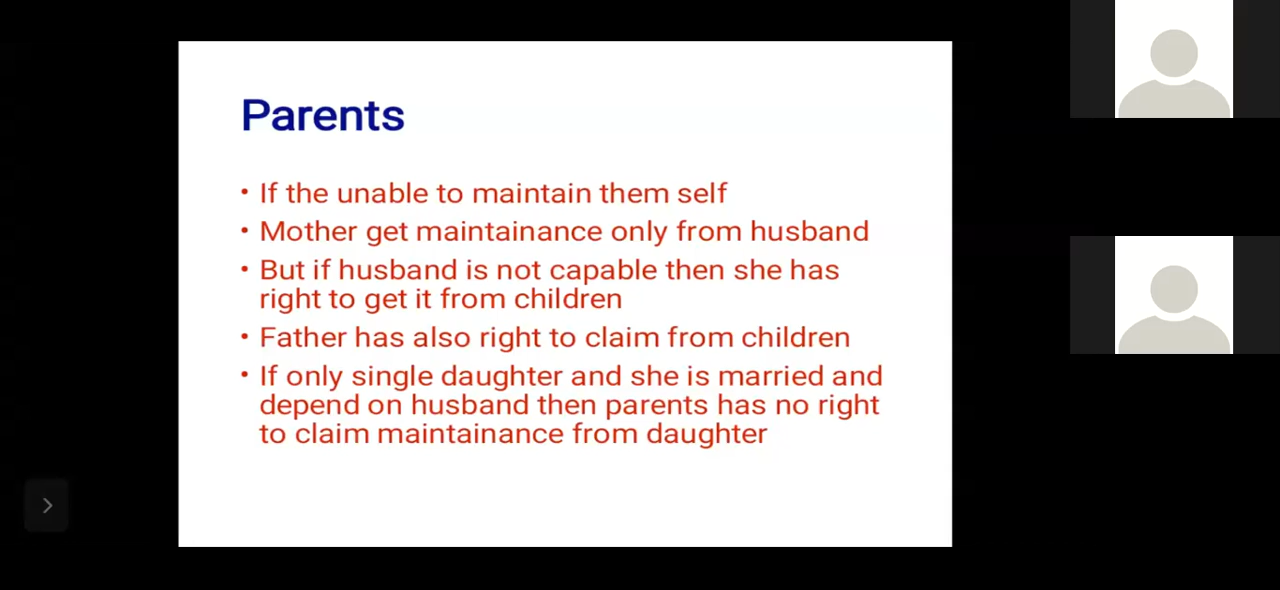 Parents
• If the unable to maintain them self
• Mother get maintainance only from husband
• But if husband is not capable then she has
right to get it from children
• Father has also right to claim from children
• If only single daughter and she is married and
depend on husband then parents has no right
to claim maintainance from daughter